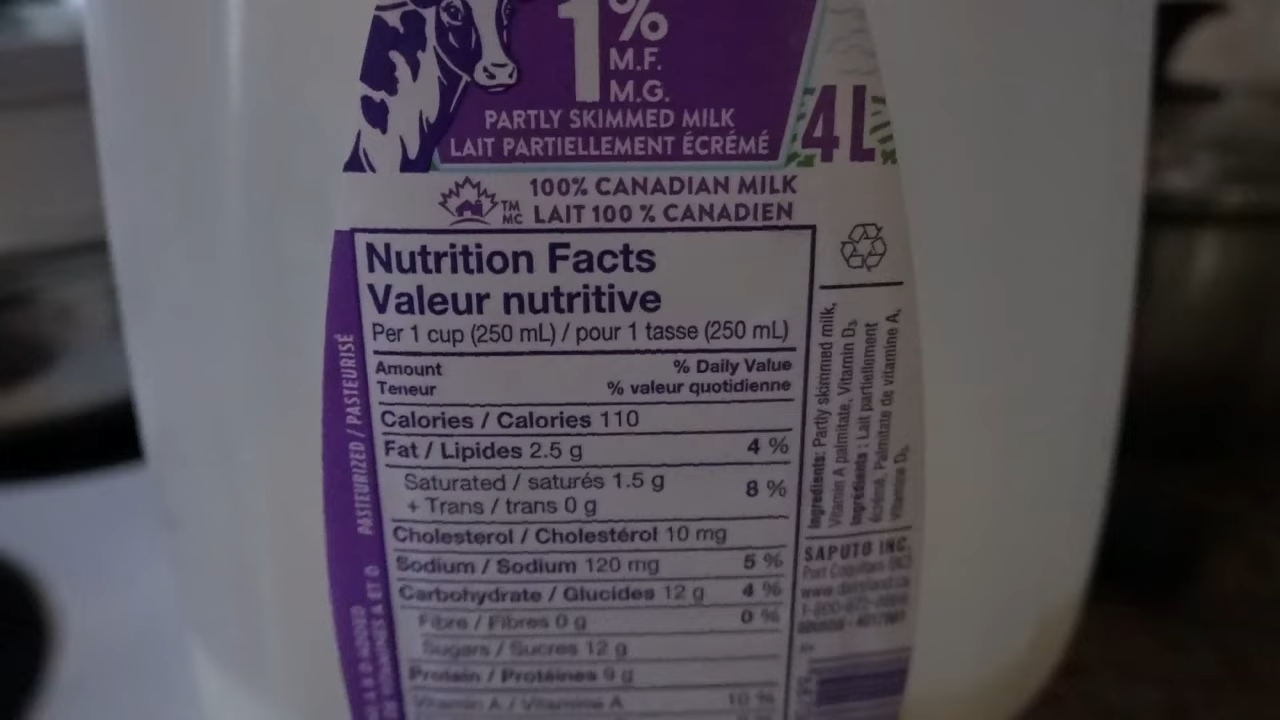 1%
M.F.
M.G.
PARTLY SKIMMED MILK
LAIT PARTIELLEMENT ÉCRÉMÉ
4L
100% CANADIAN MILK
LAIT 100 % CANADIEN
TM
MC
Nutrition Facts
Valeur nutritive
Per 1 cup (250 mL) / pour 1 tasse (250 mL)
Amount % Daily Value
Teneur % valeur quotidienne
Calories / Calories 110
Fat / Lipides 2.5 g 4 %
Saturated / saturés 1.5 g
+ Trans / trans 0 g 8 %
Cholesterol / Cholestérol 10 mg
Sodium / Sodium 120 mg 5 %
Carbohydrate / Glucides 12 g 4 %
Fibre / Fibres 0 g 0 %
Sugars / Sucres 12 g
Protein / Protéines 9 g
Vitamin A / Vitamine A 10 %
PASTEURIZED / PASTEURISÉ
Ingredients: Partly skimmed milk,
Vitamin A palmitate, Vitamin D₃
Ingrédients : Lait partiellement
écrémé, Palmitate de vitamine A,
Vitamine D₃
SAPUTO INC.